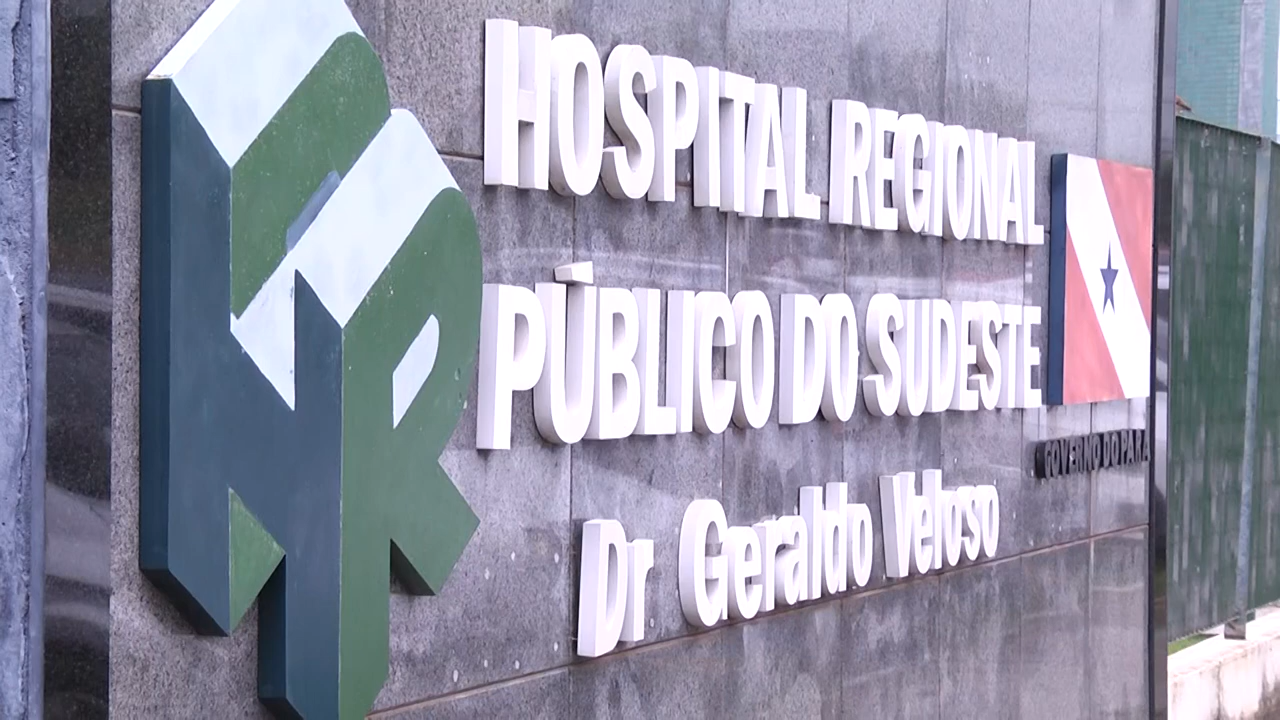 HOSPITAL REGIONAL
PÚBLICO DO SUDESTE
Dr Geraldo Veloso
GOVERNO DO PARÁ